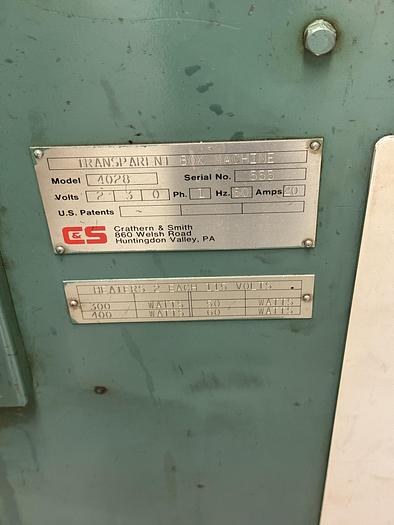 TRANSPARENT BOX MACHINE
Model 4028 Serial No. 555
Volts 230 Ph. 1 Hz. 60 Amps 20
U.S. Patents
C&S
Crathern & Smith
860 Welsh Road
Huntingdon Valley, PA
HEATERS 2 EACH 115 VOLTS
300 WATTS 50 WATTS
400 WATTS 60 WATTS